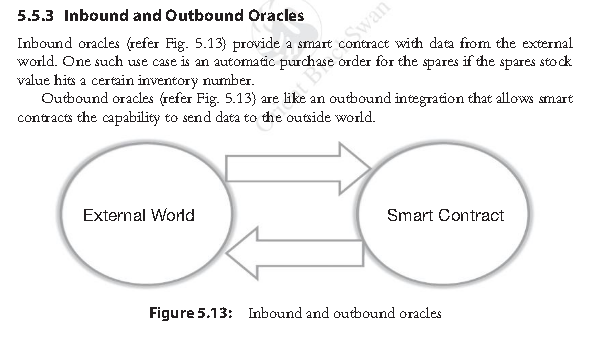 5.5.3 Inbound and Outbound Oracles
Inbound oracles (refer Fig. 5.13) provide a smart contract with data from the external
world. One such use case is an automatic purchase order for the spares if the spares stock
value hits a certain inventory number.
Outbound oracles (refer Fig. 5.13) are like an outbound integration that allows smart
contracts the capability to send data to the outside world.
External World
Smart Contract
Figure 5.13: Inbound and outbound oracles